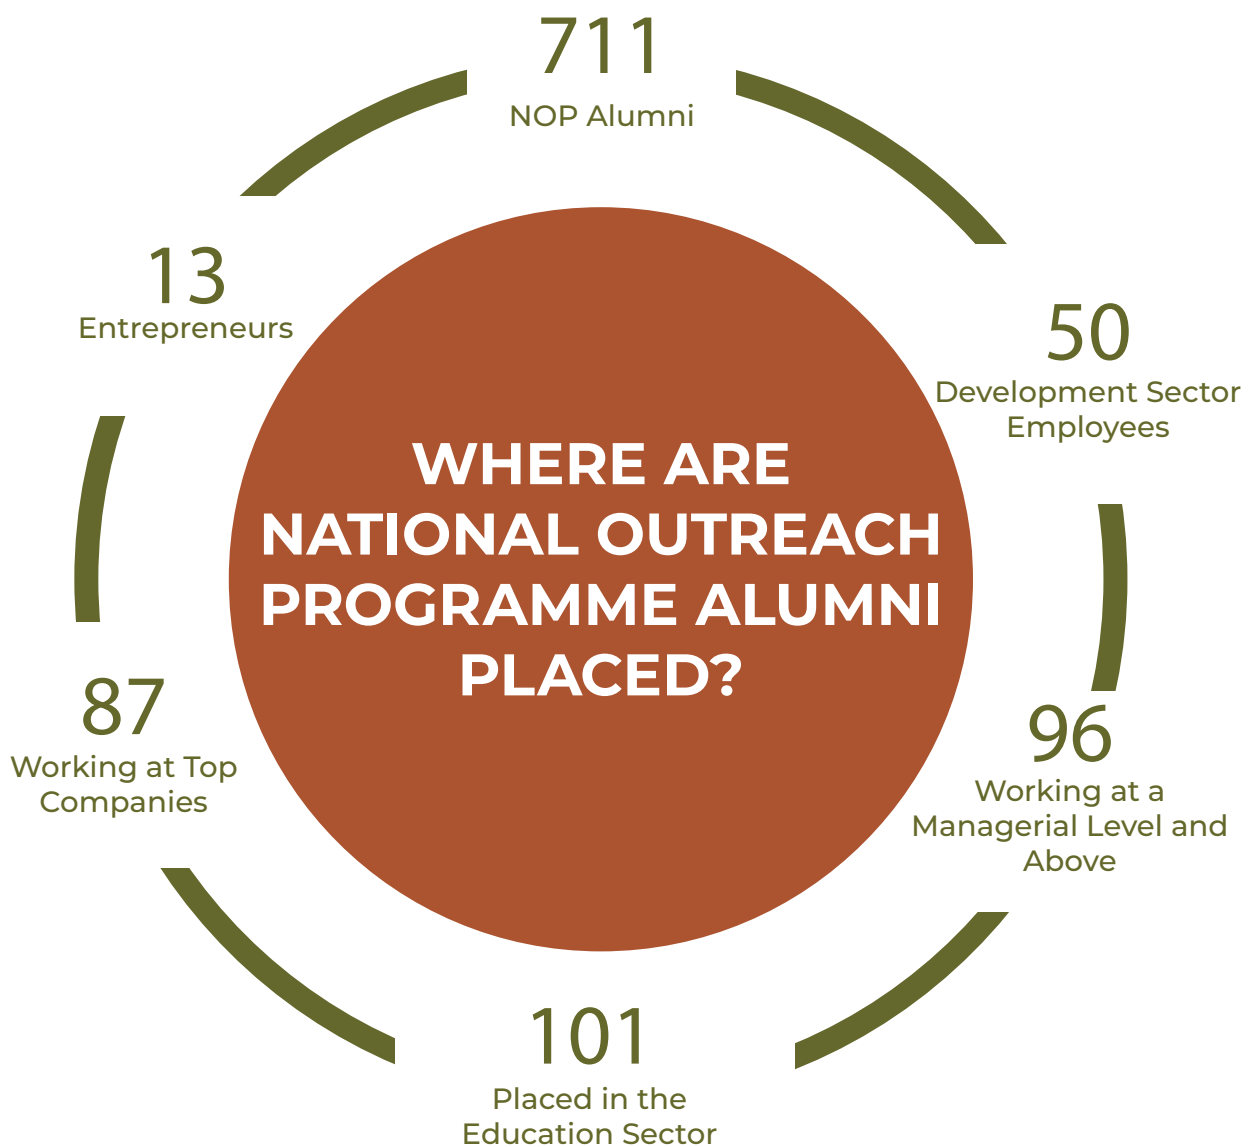 711
NOP Alumni
13
Entrepreneurs
50
Development Sector
Employees
WHERE ARE
NATIONAL OUTREACH
PROGRAMME ALUMNI
PLACED?
87
Working at Top
Companies
96
Working at a
Managerial Level and
Above
101
Placed in the
Education Sector